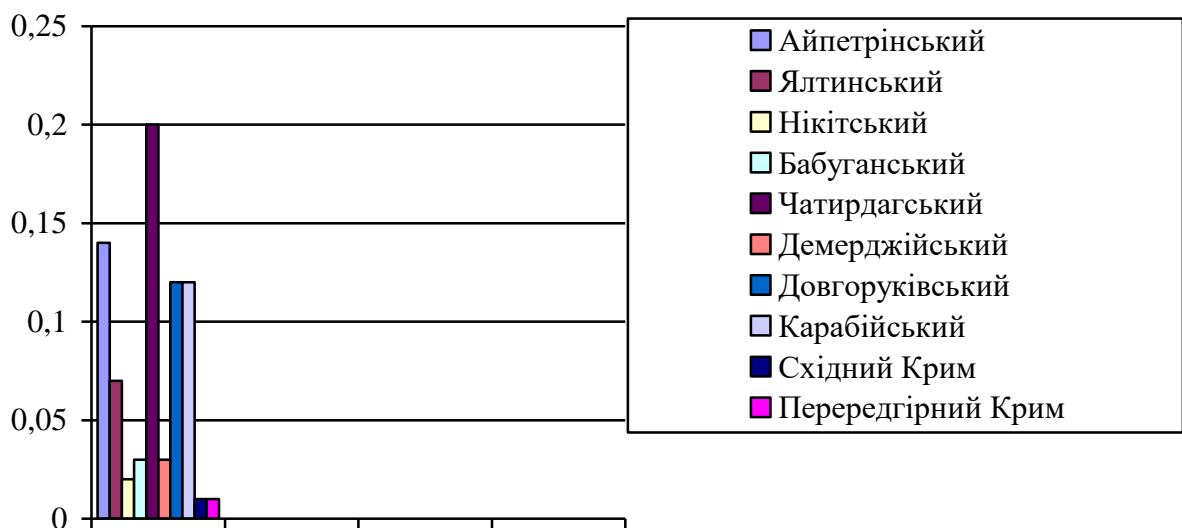 0,25
0,2
0,15
0,1
0,05
0
Айпетрінський
Ялтинський
Нікітський
Бабуганський
Чатирдагський
Демерджійський
Довгоруківський
Карабійський
Східний Крим
Перередгірний Крим